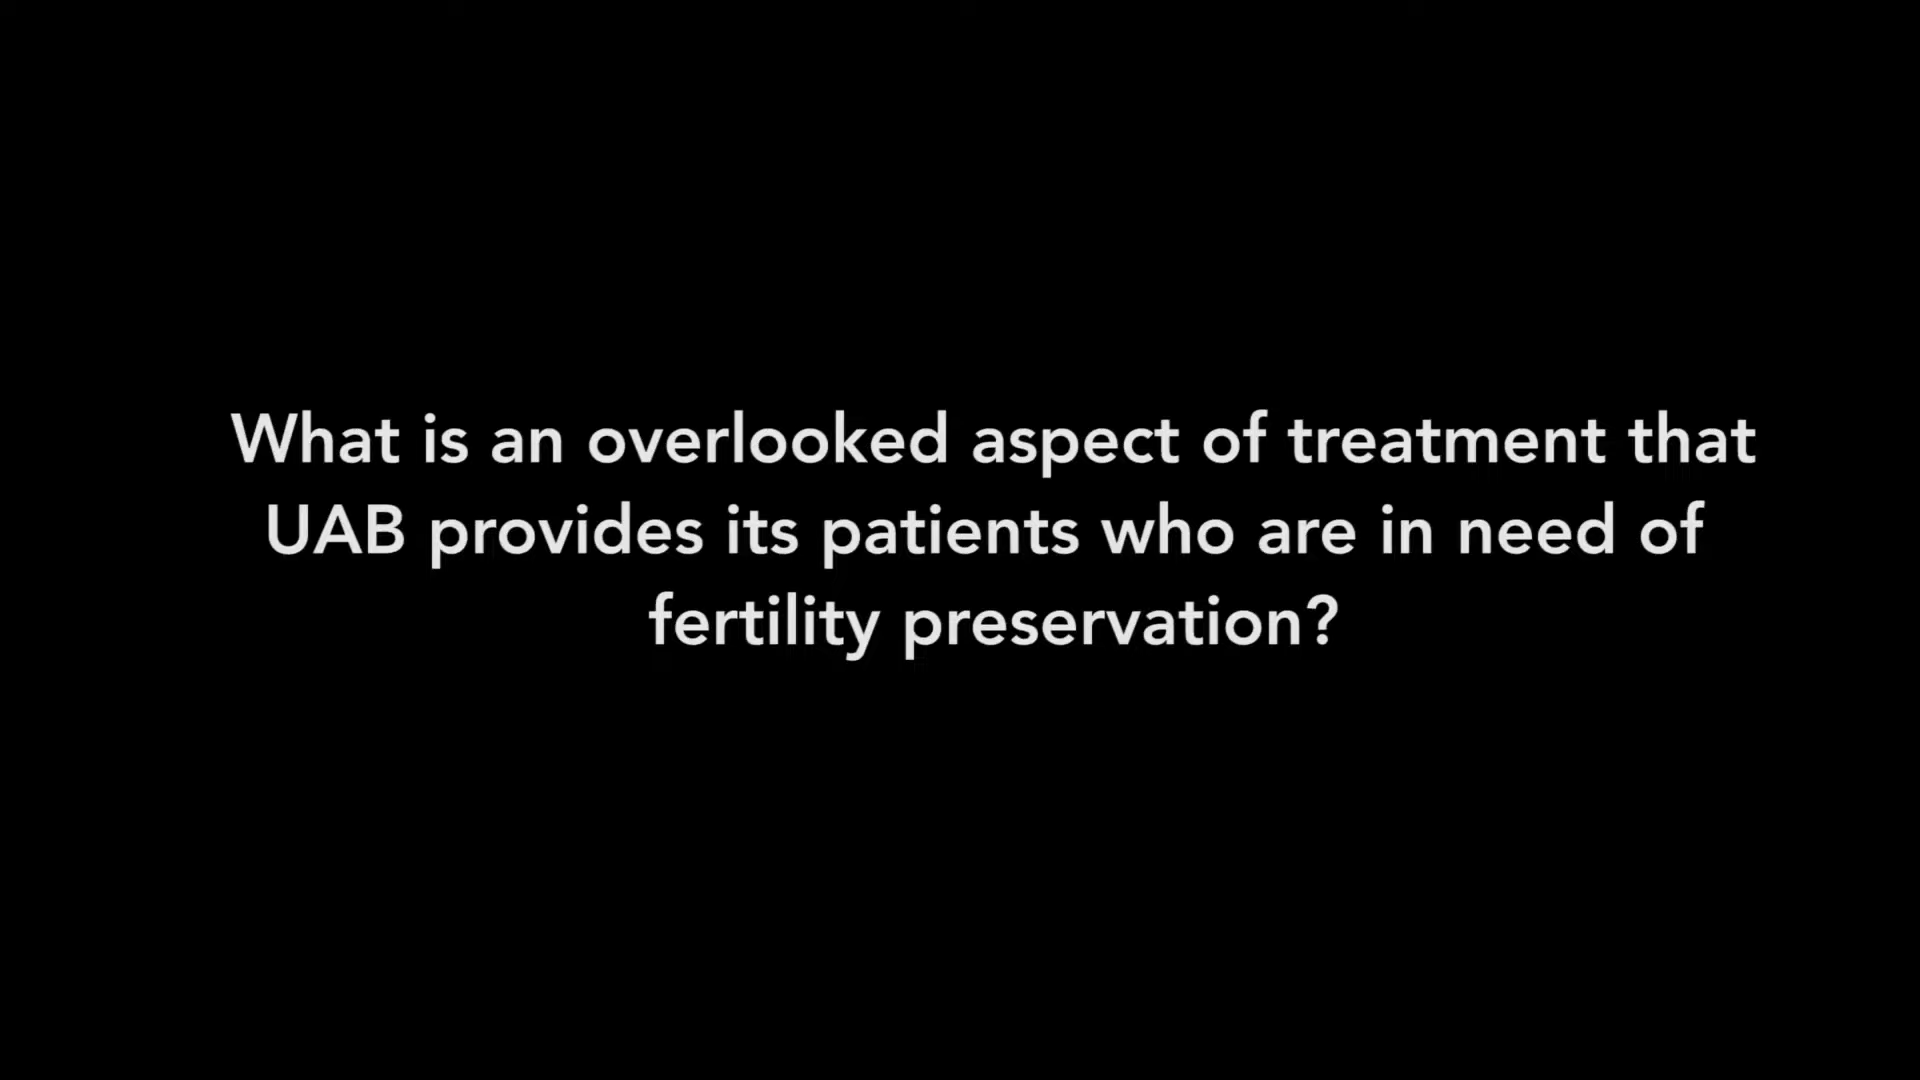 What is an overlooked aspect of treatment that
UAB provides its patients who are in need of
fertility preservation?